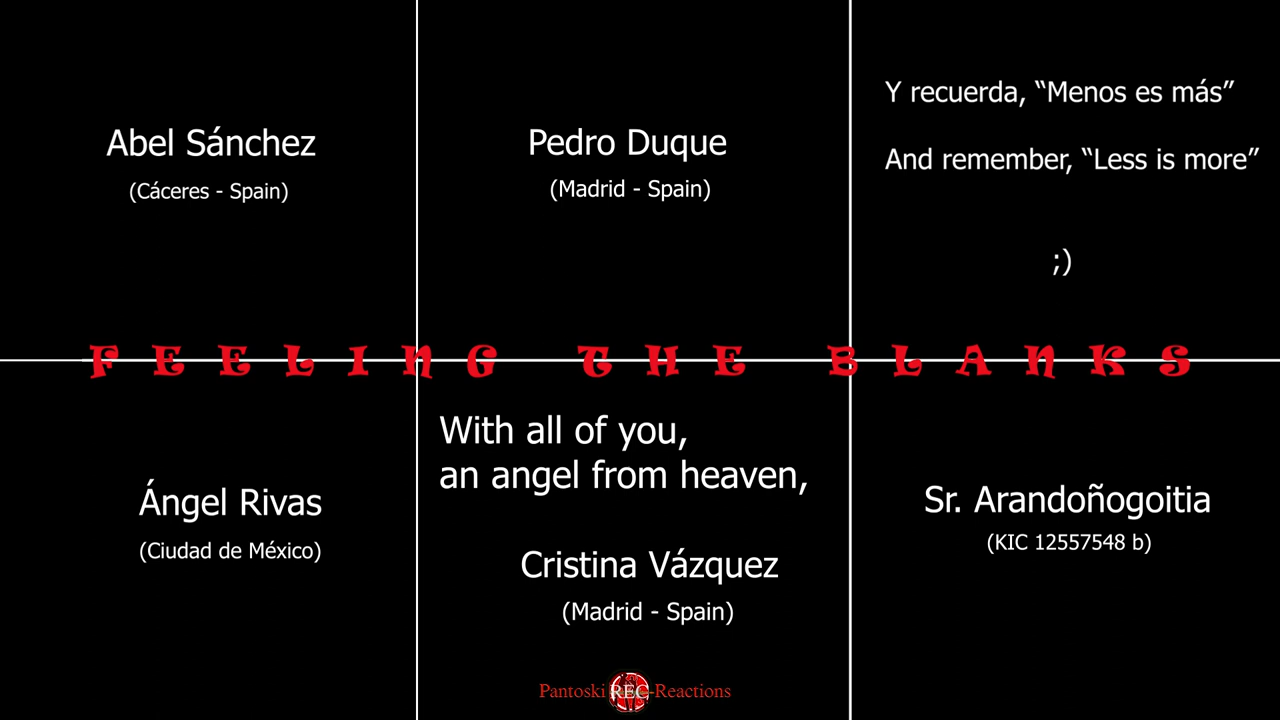 Abel Sánchez
(Cáceres - Spain)
Pedro Duque
(Madrid - Spain)
Y recuerda, “Menos es más”
And remember, “Less is more”
;)
FEELING THE BLANKS
Ángel Rivas
(Ciudad de México)
With all of you,
an angel from heaven,
Cristina Vázquez
(Madrid - Spain)
Sr. Arandoñogoitia
(KIC 12557548 b)
Pantoski REC-Reactions